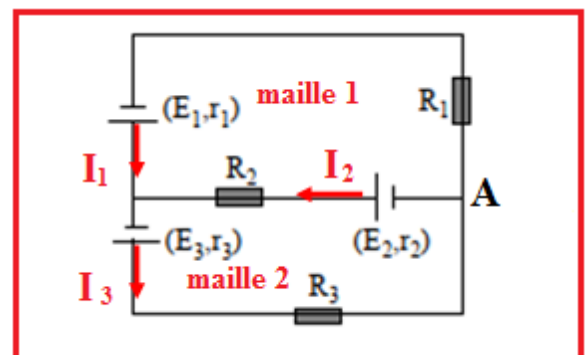 maille 1
(E₁,r₁)
R₁
I₁
R₂
I₂
A
(E₃,r₃)
(E₂,r₂)
I₃
maille 2
R₃